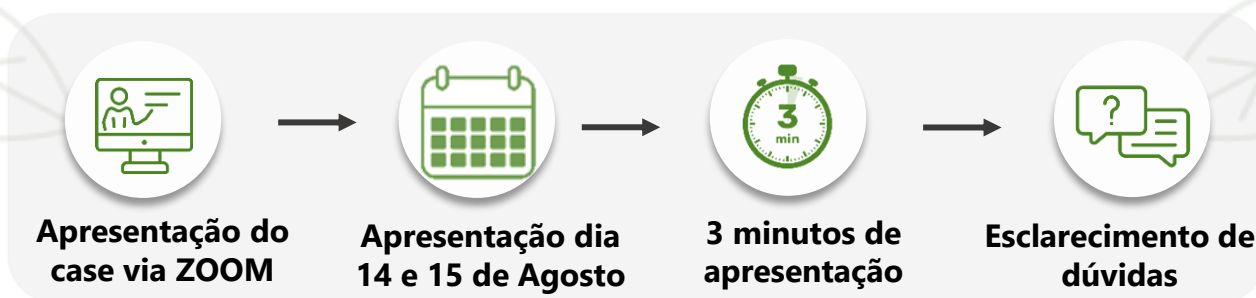 ?
3
min
Apresentação do
case via ZOOM
Apresentação dia
14 e 15 de Agosto
3 minutos de
apresentação
Esclarecimento de
dúvidas